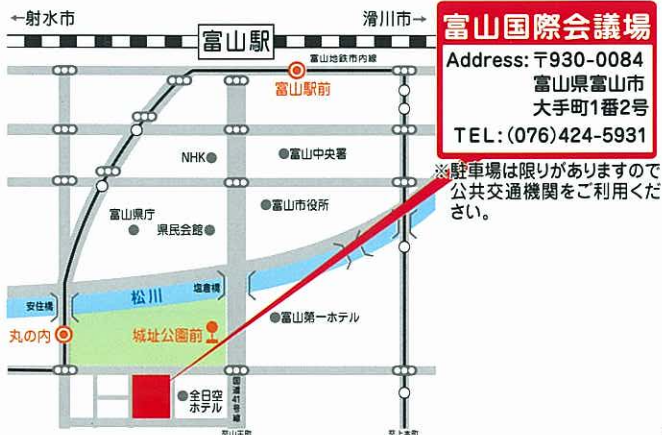 ←射水市
滑川市→
富山駅
富山地鉄市内線
富山駅前
富山国際会議場
Address:〒930-0084
富山県富山市
大手町1番2号
TEL:(076)424-5931
※駐車場は限りがありますので
公共交通機関をご利用くだ
さい。
NHK
富山中央署
富山市役所
富山県庁
県民会館
松川
塩倉橋
安住橋
丸の内
城址公園前
富山第一ホテル
全日空
ホテル
国道41号線